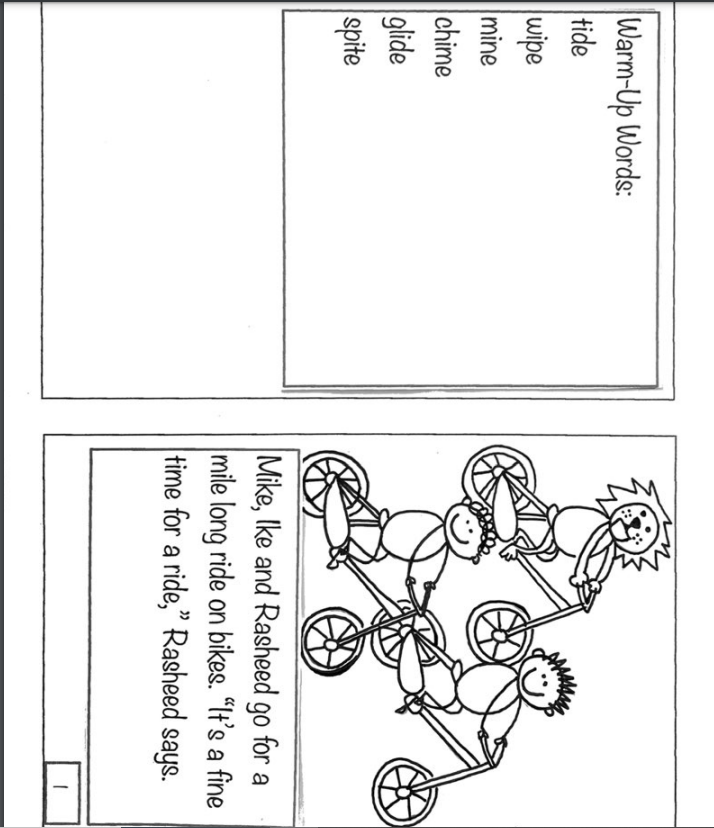 Warm-Up Words:
tide
wipe
mine
chime
glide
spite
Mike, Ike and Rasheed go for a
mile long ride on bikes. “It's a fine
time for a ride,” Rasheed says.
1